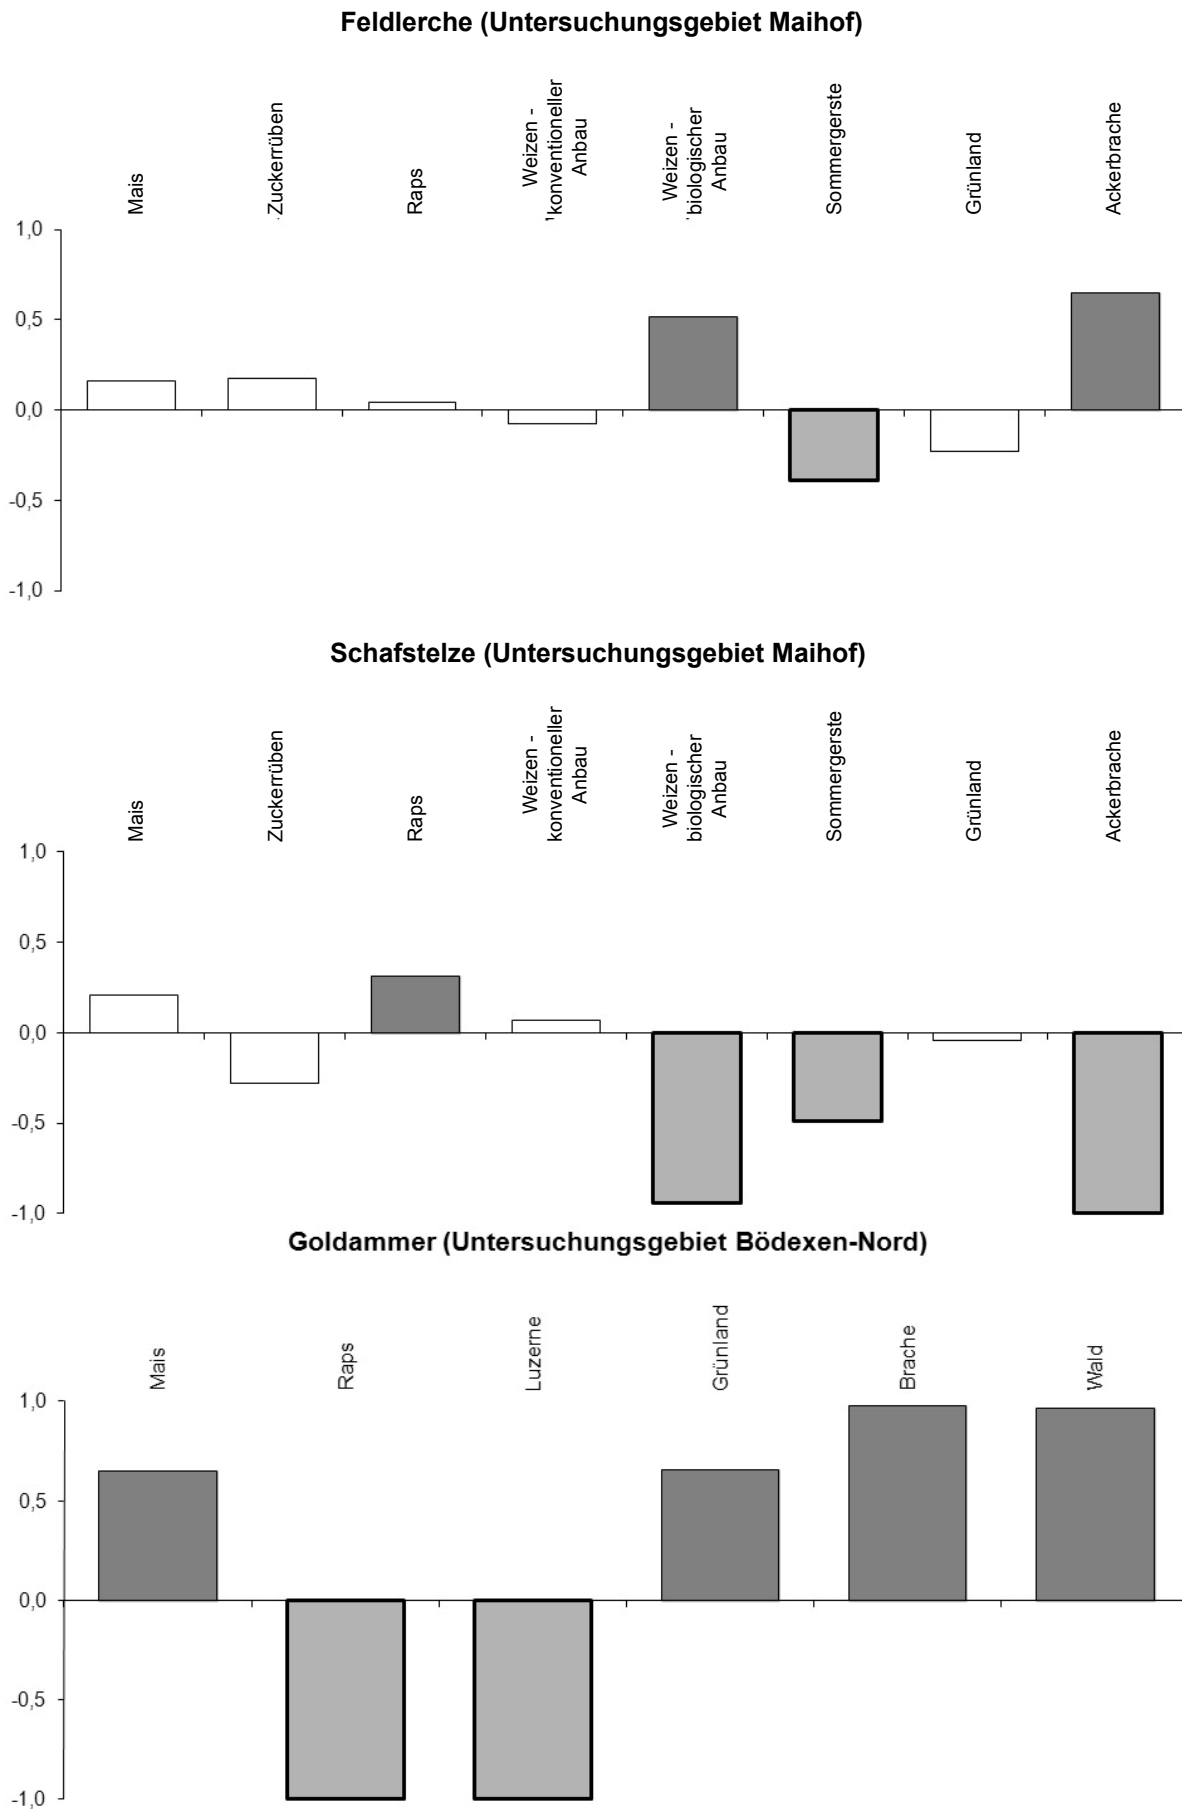 Feldlerche (Untersuchungsgebiet Maihof)
Mais
Zuckerrüben
Raps
Weizen -
konventioneller
Anbau
Weizen -
biologischer
Anbau
Sommergerste
Grünland
Ackerbrache
1,0
0,5
0,0
-0,5
-1,0
Schafstelze (Untersuchungsgebiet Maihof)
Mais
Zuckerrüben
Raps
Weizen -
konventioneller
Anbau
Weizen -
biologischer
Anbau
Sommergerste
Grünland
Ackerbrache
1,0
0,5
0,0
-0,5
-1,0
Goldammer (Untersuchungsgebiet Bödexen-Nord)
Mais
Raps
Luzerne
Grünland
Brache
Wald
1,0
0,5
0,0
-0,5
-1,0